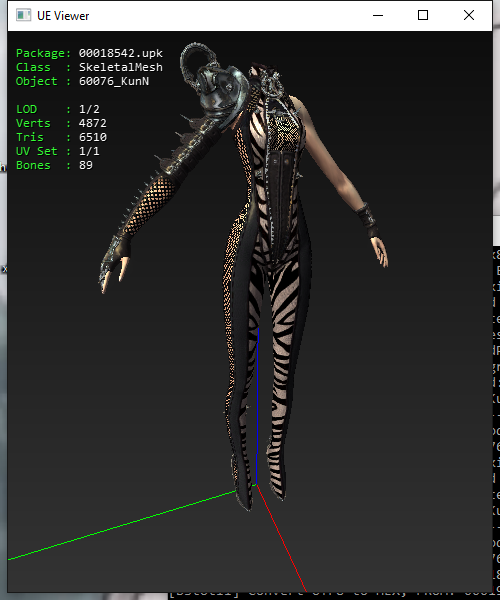 UE Viewer
Package: 00018542.upk
Class : SkeletalMesh
Object : 60076_KunN
LOD : 1/2
Verts : 4872
Tris : 6510
UV Set : 1/1
Bones : 89